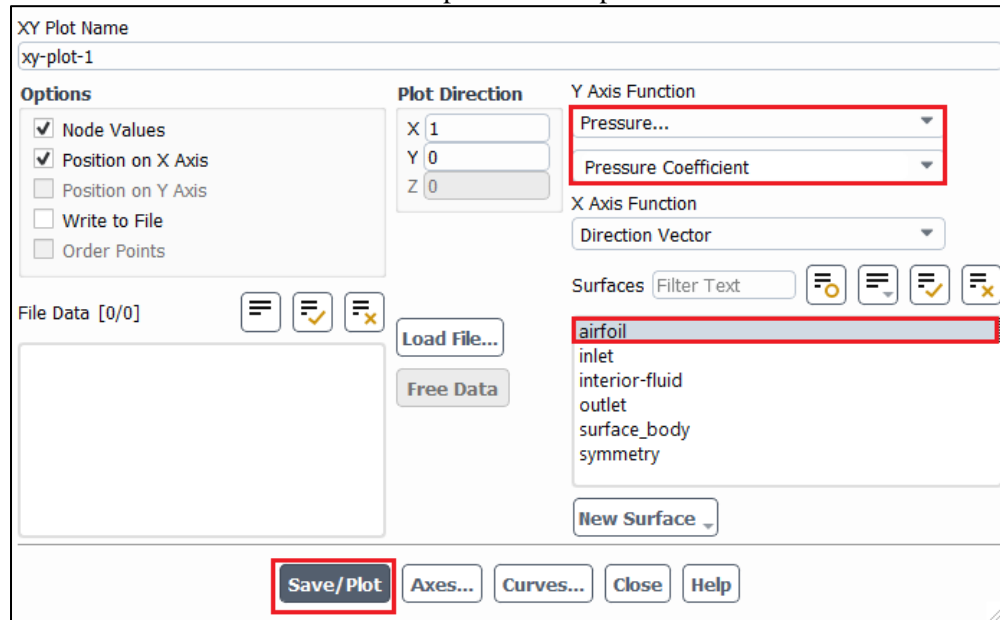 XY Plot Name
xy-plot-1
Options
Node Values
Position on X Axis
Position on Y Axis
Write to File
Order Points
Plot Direction
X 1
Y 0
Z 0
Y Axis Function
Pressure...
Pressure Coefficient
X Axis Function
Direction Vector
File Data [0/0]
Load File...
Free Data
Surfaces Filter Text
airfoil
inlet
interior-fluid
outlet
surface_body
symmetry
New Surface
Save/Plot Axes... Curves... Close Help